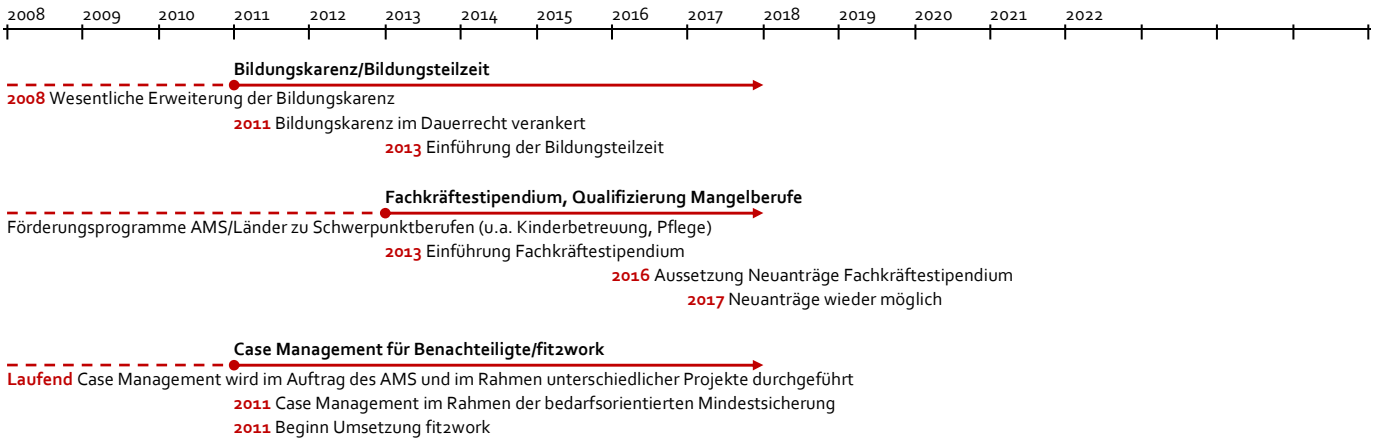 2008 2009 2010 2011 2012 2013 2014 2015 2016 2017 2018 2019 2020 2021 2022
Bildungskarenz/Bildungsteilzeit
2008 Wesentliche Erweiterung der Bildungskarenz
2011 Bildungskarenz im Dauerrecht verankert
2013 Einführung der Bildungsteilzeit
Fachkräftestipendium, Qualifizierung Mangelberufe
Förderungsprogramme AMS/Länder zu Schwerpunktberufen (u.a. Kinderbetreuung, Pflege)
2013 Einführung Fachkräftestipendium
2016 Aussetzung Neuanträge Fachkräftestipendium
2017 Neuanträge wieder möglich
Case Management für Benachteiligte/fit2work
Laufend Case Management wird im Auftrag des AMS und im Rahmen unterschiedlicher Projekte durchgeführt
2011 Case Management im Rahmen der bedarfsorientierten Mindestsicherung
2011 Beginn Umsetzung fit2work